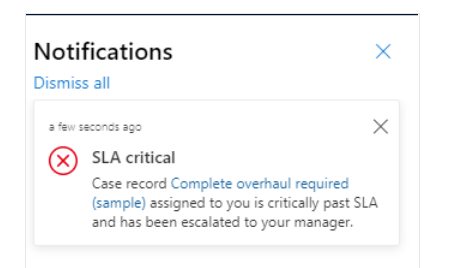 Notifications
Dismiss all
a few seconds ago
SLA critical
Case record Complete overhaul required
(sample) assigned to you is critically past SLA
and has been escalated to your manager.